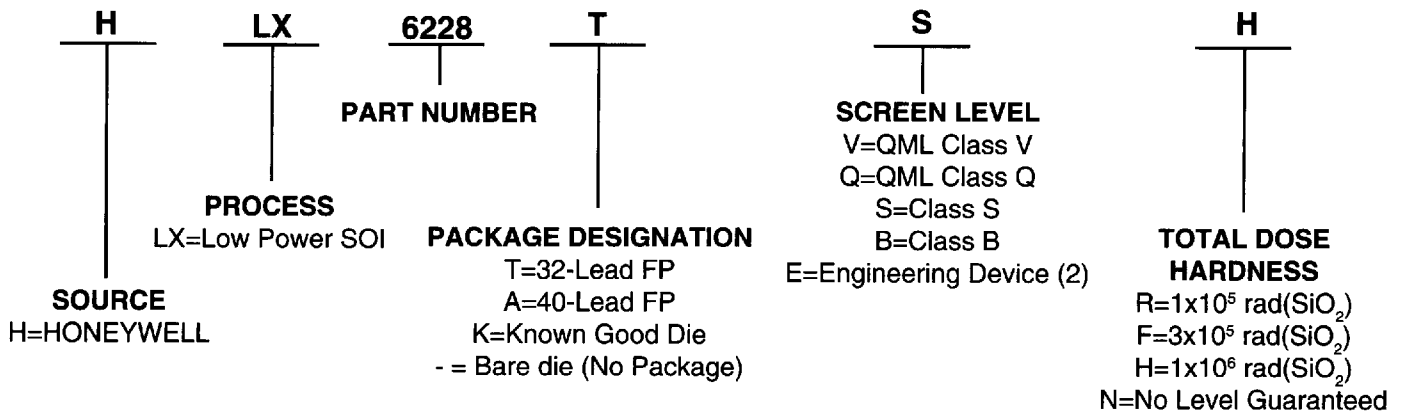 H LX 6228 T S H
PART NUMBER
SCREEN LEVEL
V=QML Class V
Q=QML Class Q
S=Class S
B=Class B
E=Engineering Device (2)
PROCESS
LX=Low Power SOI
PACKAGE DESIGNATION
T=32-Lead FP
A=40-Lead FP
K=Known Good Die
- = Bare die (No Package)
TOTAL DOSE
HARDNESS
R=1x10⁵ rad(SiO₂)
F=3x10⁵ rad(SiO₂)
H=1x10⁶ rad(SiO₂)
N=No Level Guaranteed
SOURCE
H=HONEYWELL